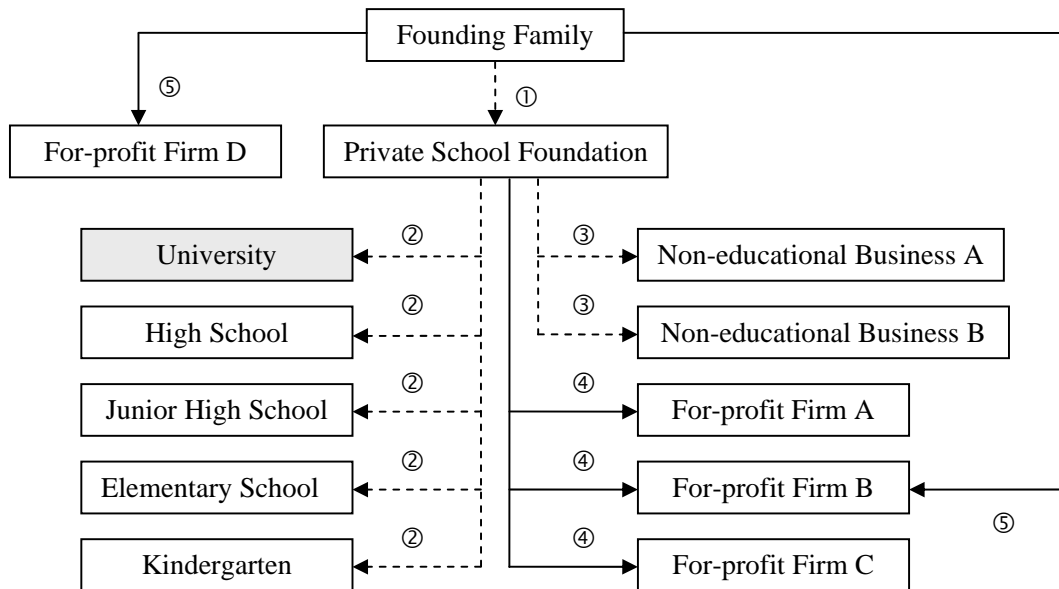 Founding Family
⑤
①
For-profit Firm D
Private School Foundation
②
③
University
Non-educational Business A
②
③
High School
Non-educational Business B
②
④
Junior High School
For-profit Firm A
②
④
Elementary School
For-profit Firm B
⑤
②
④
Kindergarten
For-profit Firm C